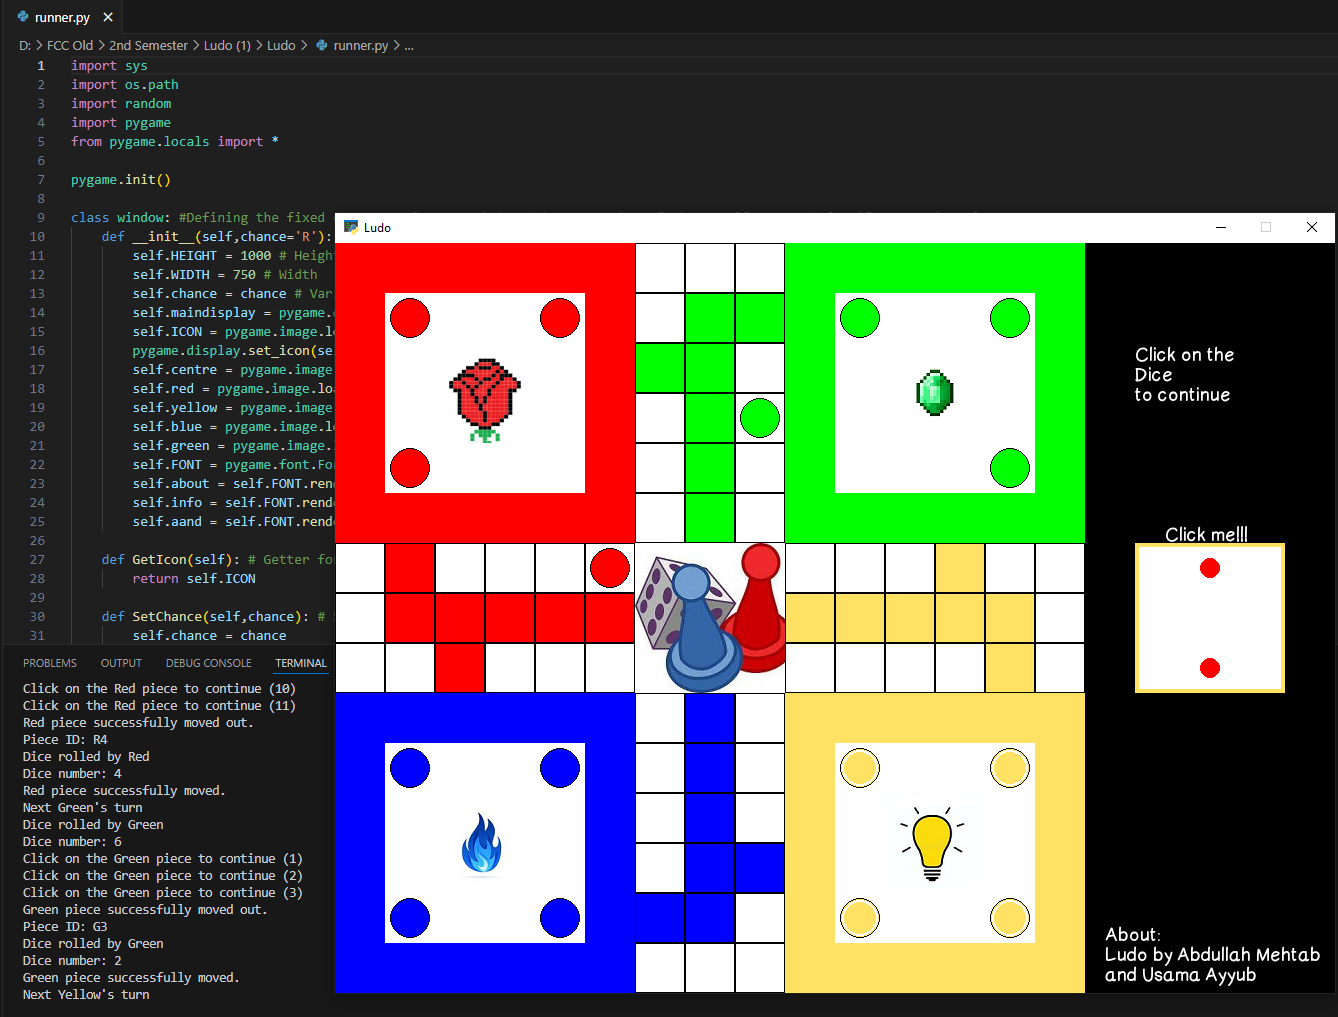 runner.py
D: > FCC Old > 2nd Semester > Ludo (1) > Ludo > runner.py > ...
1 import sys
2 import os.path
3 import random
4 import pygame
5 from pygame.locals import *
6
7 pygame.init()
8
9 class window: #Defining the fixed
10 def __init__(self,chance='R'):
11 self.HEIGHT = 1000 # Heigh
12 self.WIDTH = 750 # Width
13 self.chance = chance # Var
14 self.maindisplay = pygame.
15 self.ICON = pygame.image.l
16 pygame.display.set_icon(se
17 self.centre = pygame.image
18 self.red = pygame.image.loa
19 self.yellow = pygame.image
20 self.blue = pygame.image.l
21 self.green = pygame.image.
22 self.FONT = pygame.font.Fo
23 self.about = self.FONT.ren
24 self.info = self.FONT.rend
25 self.aand = self.FONT.rend
26
27 def GetIcon(self): # Getter fo
28 return self.ICON
29
30 def SetChance(self,chance): #
31 self.chance = chance
PROBLEMS OUTPUT DEBUG CONSOLE TERMINAL
Click on the Red piece to continue (10)
Click on the Red piece to continue (11)
Red piece successfully moved out.
Piece ID: R4
Dice rolled by Red
Dice number: 4
Red piece successfully moved.
Next Green's turn
Dice rolled by Green
Dice number: 6
Click on the Green piece to continue (1)
Click on the Green piece to continue (2)
Click on the Green piece to continue (3)
Green piece successfully moved out.
Piece ID: G3
Dice rolled by Green
Dice number: 2
Green piece successfully moved.
Next Yellow's turn
Ludo
Click on the
Dice
to continue
Click me!!!
About:
Ludo by Abdullah Mehtab
and Usama Ayyub